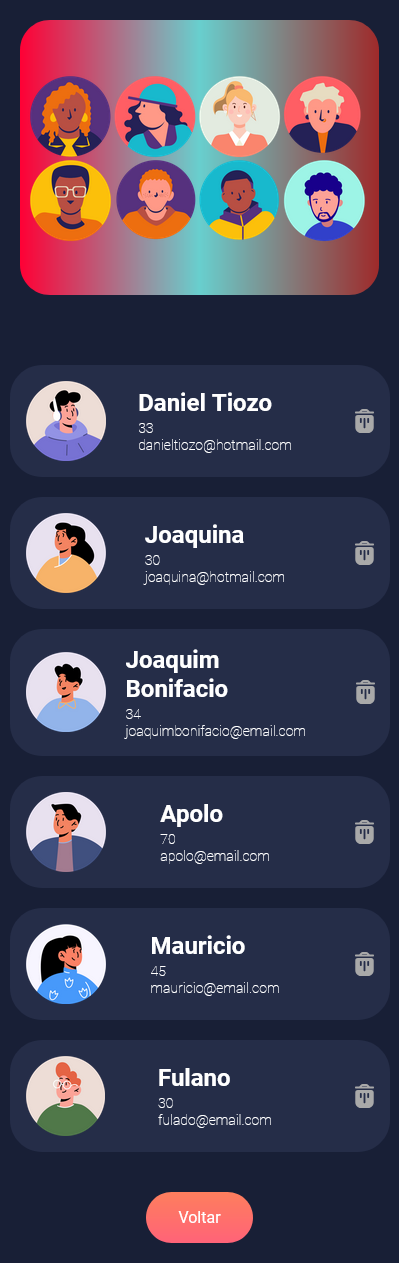 Daniel Tiozo
33
danieltiozo@hotmail.com
Joaquina
30
joaquina@hotmail.com
Joaquim
Bonifacio
34
joaquimbonifacio@email.com
Apolo
70
apolo@email.com
Mauricio
45
mauricio@email.com
Fulano
30
fulado@email.com
Voltar